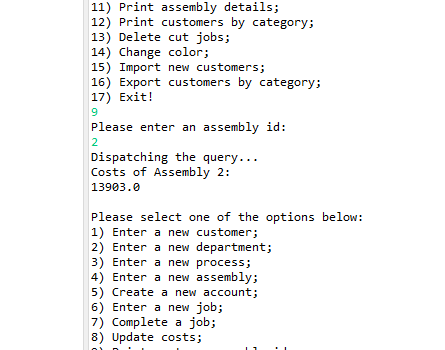 11) Print assembly details;
12) Print customers by category;
13) Delete cut jobs;
14) Change color;
15) Import new customers;
16) Export customers by category;
17) Exit!
9
Please enter an assembly id:
2
Dispatching the query...
Costs of Assembly 2:
13903.0
Please select one of the options below:
1) Enter a new customer;
2) Enter a new department;
3) Enter a new process;
4) Enter a new assembly;
5) Create a new account;
6) Enter a new job;
7) Complete a job;
8) Update costs;